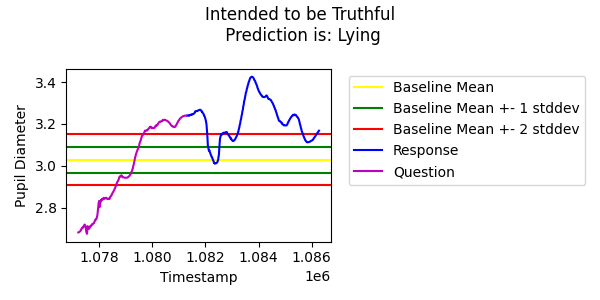 Intended to be Truthful
Prediction is: Lying
3.4
3.2
3.0
2.8
Pupil Diameter
1.078 1.080 1.082 1.084 1.086
1e6
Timestamp
Baseline Mean
Baseline Mean +- 1 stddev
Baseline Mean +- 2 stddev
Response
Question